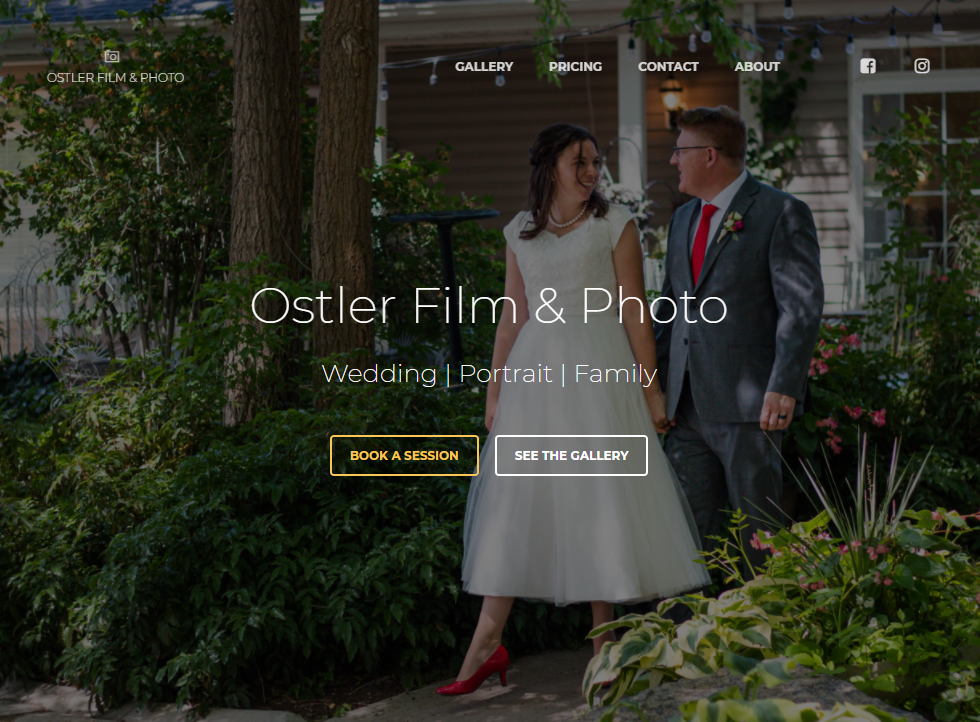 OSTLER FILM & PHOTO
GALLERY PRICING CONTACT ABOUT
Ostler Film & Photo
Wedding | Portrait | Family
BOOK A SESSION SEE THE GALLERY